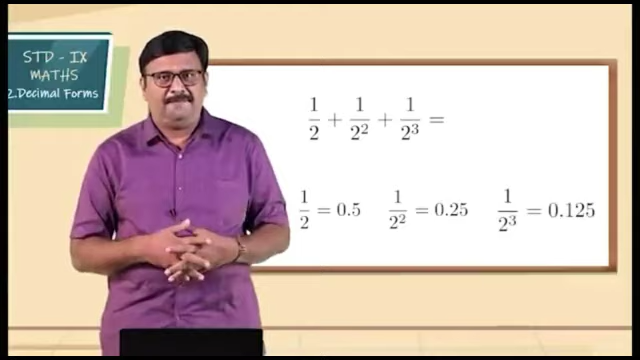 STD - IX
MATHS
2.Decimal Forms
1/2 + 1/2² + 1/2³ =
1/2 = 0.5 1/2² = 0.25 1/2³ = 0.125